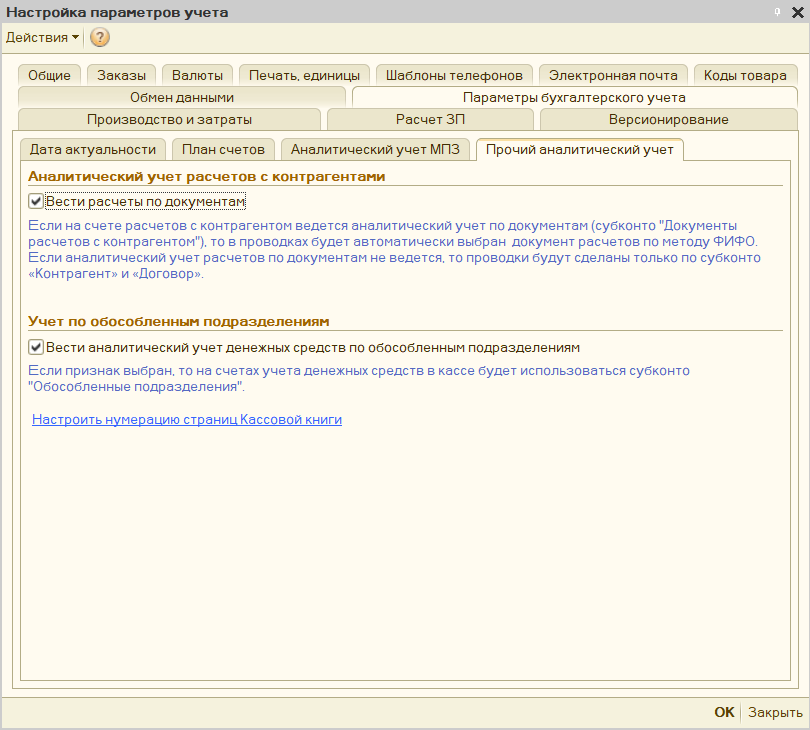 Настройка параметров учета
Действия
?
Общие Заказы Валюты Печать, единицы Шаблоны телефонов Электронная почта Коды товара
Обмен данными Параметры бухгалтерского учета
Производство и затраты Расчет ЗП Версионирование
Дата актуальности План счетов Аналитический учет МПЗ Прочий аналитический учет
Аналитический учет расчетов с контрагентами
Вести расчеты по документам
Если на счете расчетов с контрагентом ведется аналитический учет по документам (субконто "Документы
расчетов с контрагентом"), то в проводках будет автоматически выбран документ расчетов по методу ФИФО.
Если аналитический учет расчетов по документам не ведется, то проводки будут сделаны только по субконто
«Контрагент» и «Договор».
Учет по обособленным подразделениям
Вести аналитический учет денежных средств по обособленным подразделениям
Если признак выбран, то на счетах учета денежных средств в кассе будет использоваться субконто
"Обособленные подразделения".
Настроить нумерацию страниц Кассовой книги
OK Закрыть